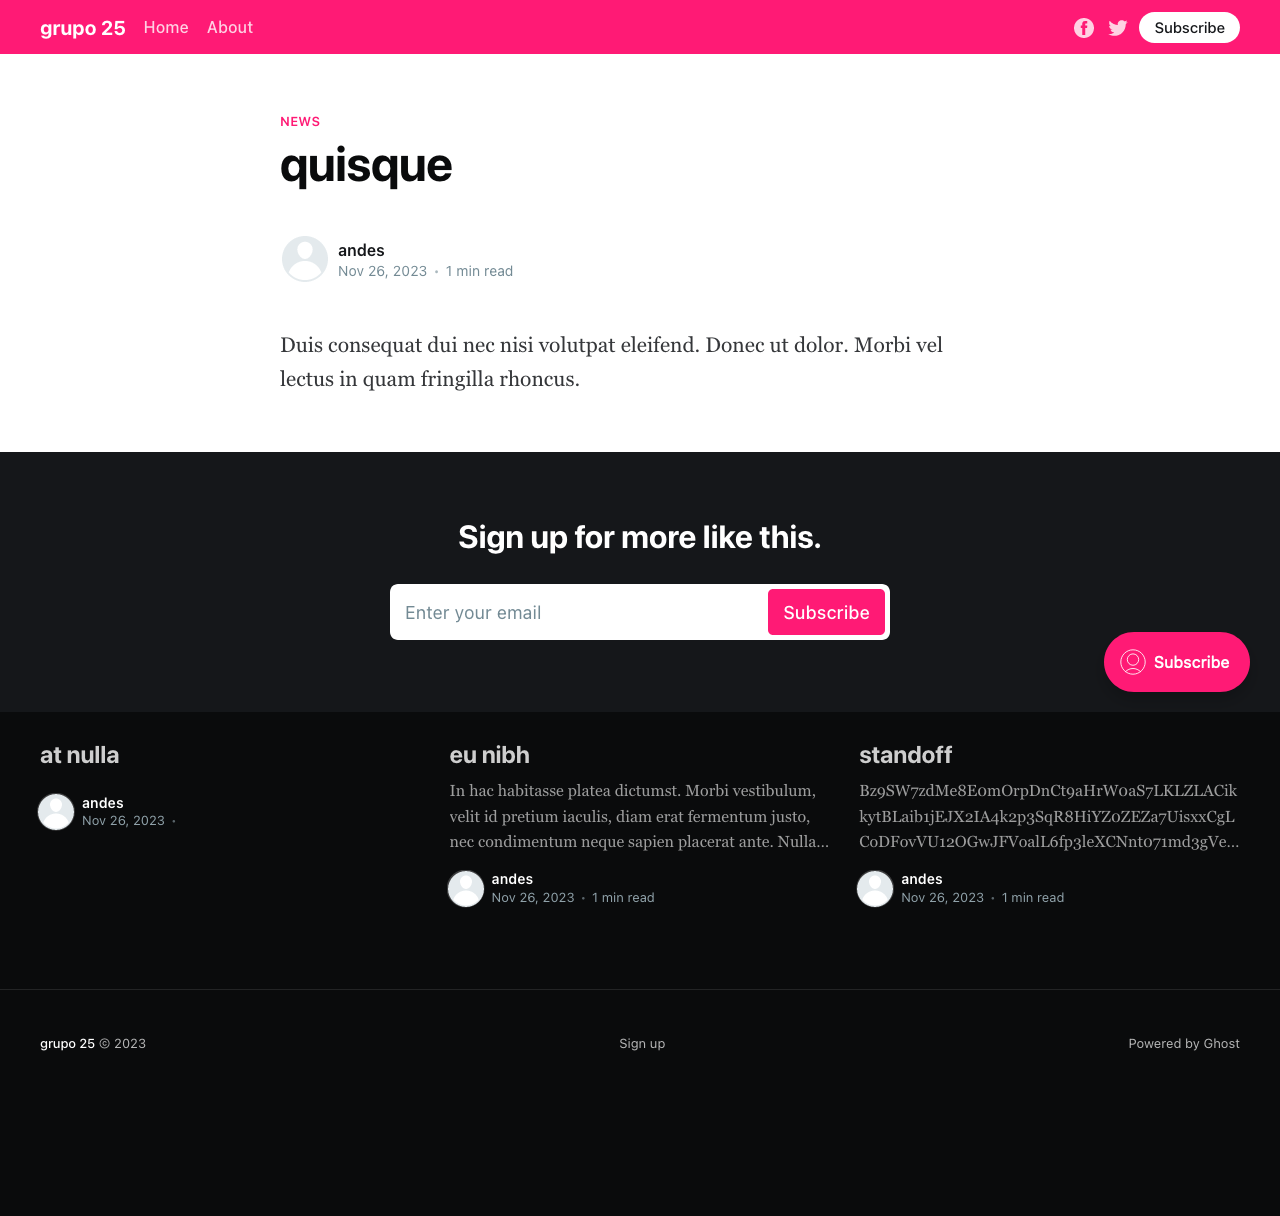 grupo 25 Home About Subscribe
NEWS
quisque
andes
Nov 26, 2023 • 1 min read
Duis consequat dui nec nisi volutpat eleifend. Donec ut dolor. Morbi vel
lectus in quam fringilla rhoncus.
Sign up for more like this.
Enter your email Subscribe
Subscribe
at nulla
andes
Nov 26, 2023 •
eu nibh
In hac habitasse platea dictumst. Morbi vestibulum,
velit id pretium iaculis, diam erat fermentum justo,
nec condimentum neque sapien placerat ante. Nulla…
andes
Nov 26, 2023 • 1 min read
standoff
Bz9SW7zdMe8E0mOrpDnCt9aHrW0aS7LKLZLACik
kytBLaib1jEJX2IA4k2p3SqR8HiYZ0ZEZa7UisxxCgL
CoDFovVU12OGwJFVoalL6fp3leXCNnt071md3gVe…
andes
Nov 26, 2023 • 1 min read
grupo 25 © 2023
Sign up
Powered by Ghost